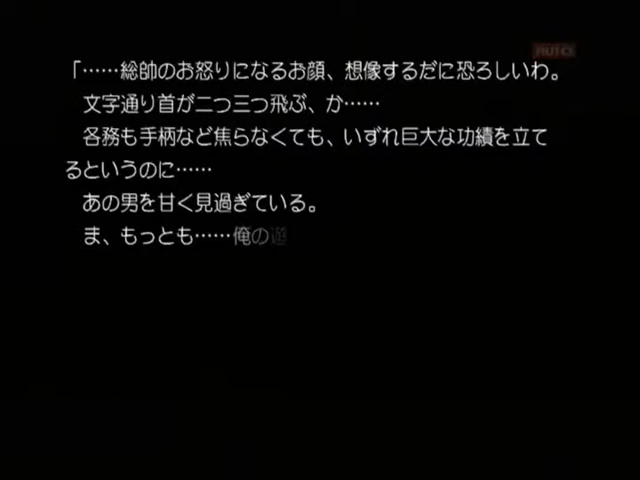 AUTO
「……総帥のお怒りになるお顔、想像するだに恐ろしいわ。
文字通り首が二つ三つ飛ぶ、か……
各務も手柄など焦らなくても、いずれ巨大な功績を立て
るというのに……
あの男を甘く見過ぎている。
ま、もっとも……俺の遊